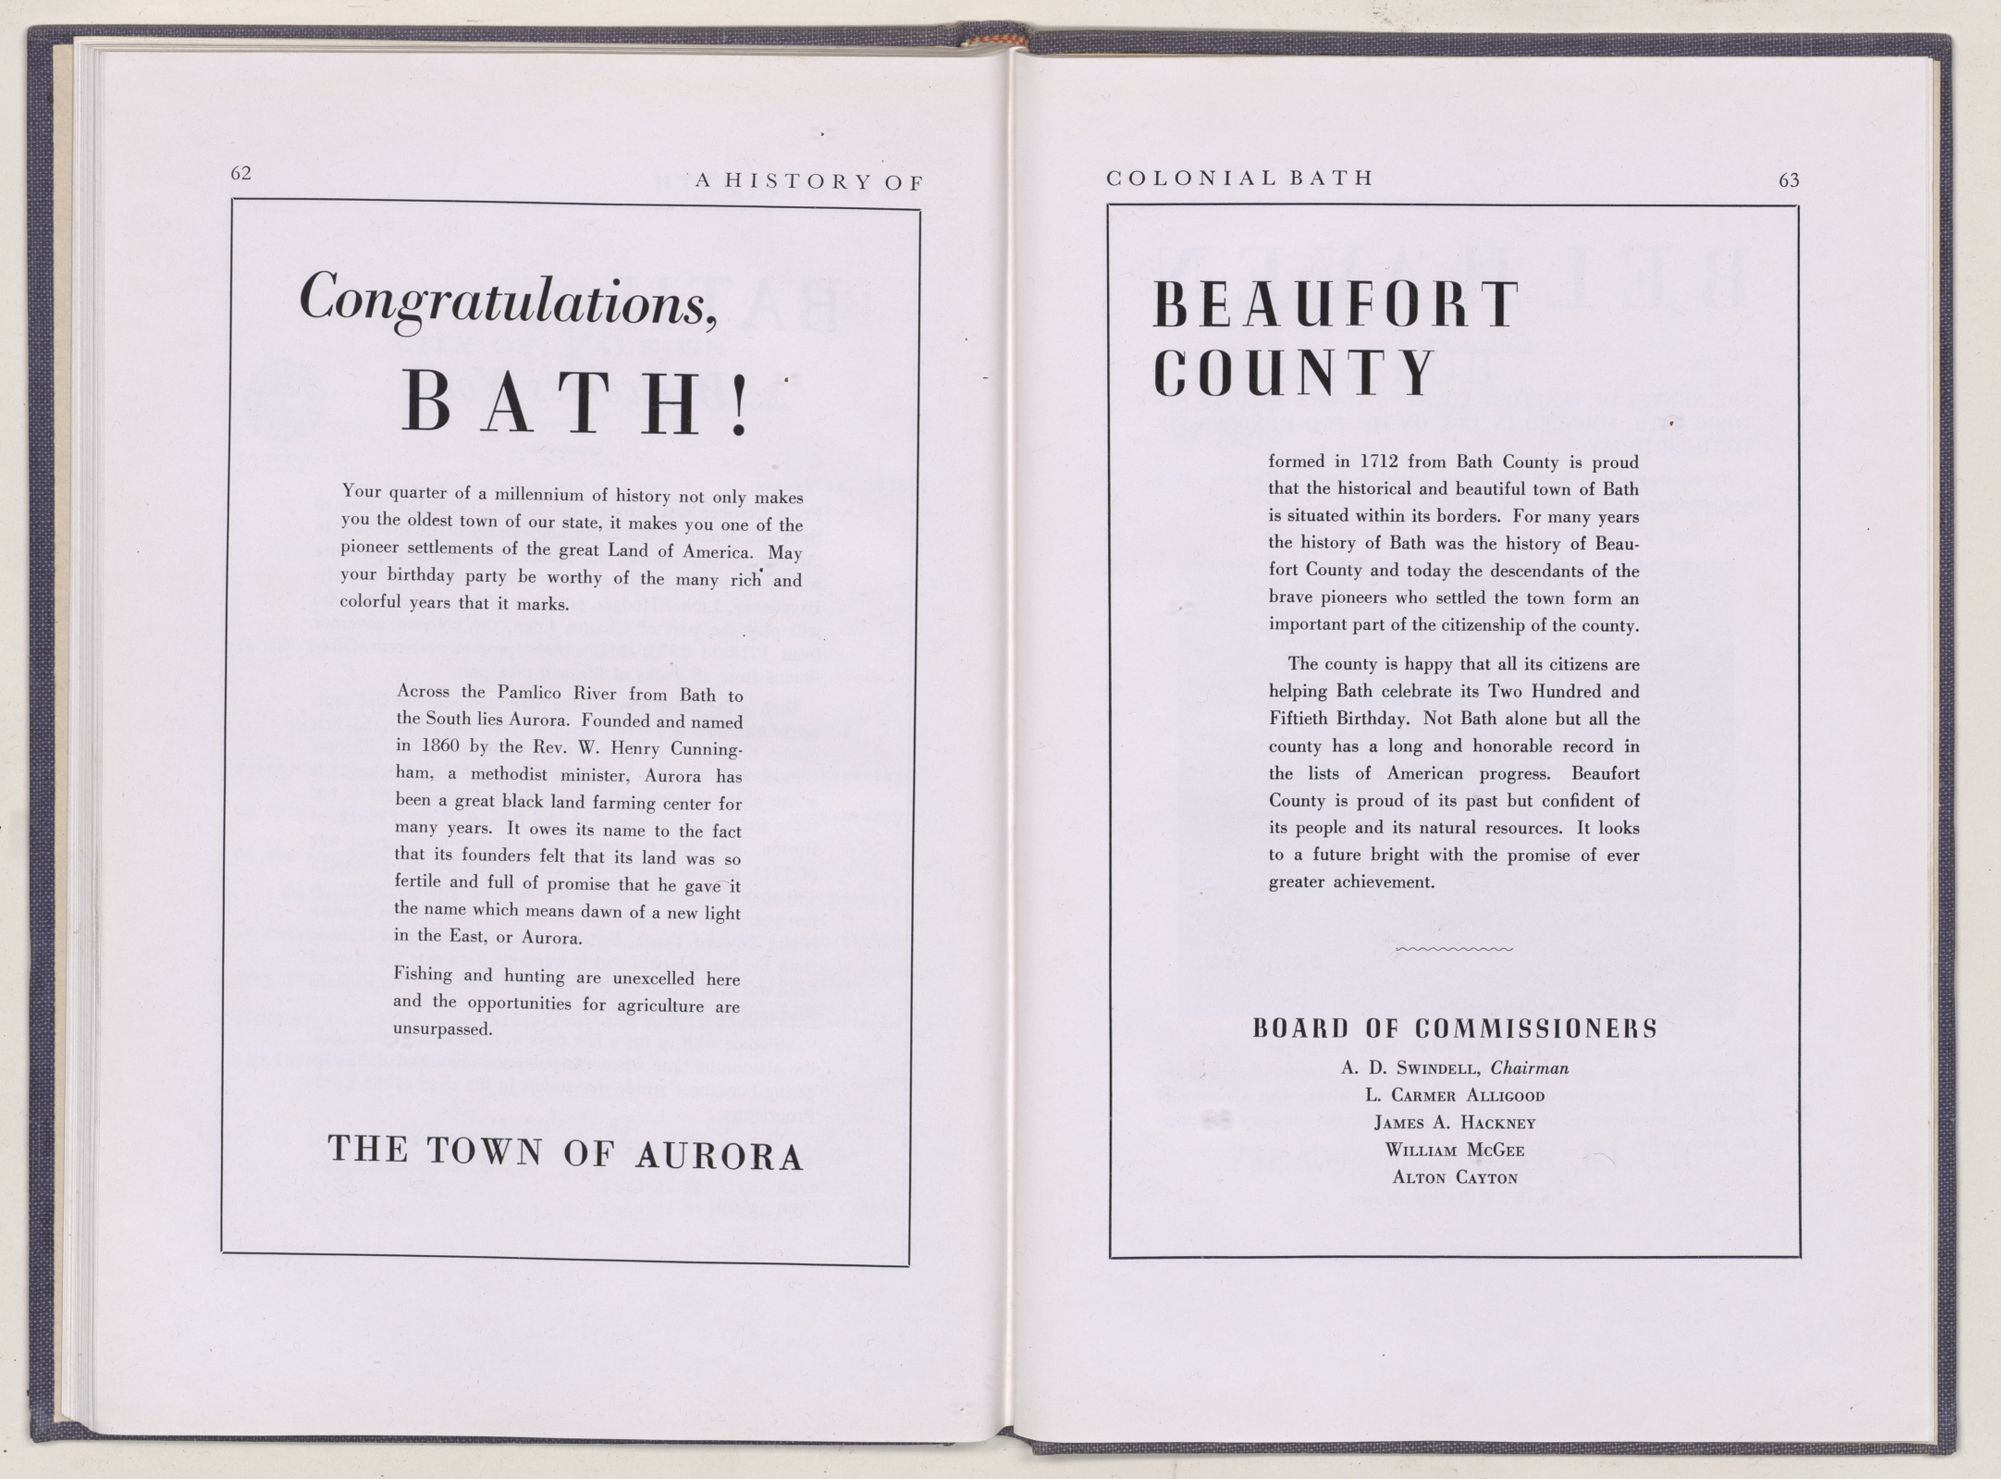 62
A HISTORY OF
Congratulations,
BATH!
Your quarter of a millennium of history not only makes
you the oldest town of our state, it makes you one of the
pioneer settlements of the great Land of America. May
your birthday party be worthy of the many rich and
colorful years that it marks.
Across the Pamlico River from Bath to
the South lies Aurora. Founded and named
in 1860 by the Rev. W. Henry Cunning-
ham, a methodist minister, Aurora has
been a great black land farming center for
many years. It owes its name to the fact
that its founders felt that its land was so
fertile and full of promise that he gave it
the name which means dawn of a new light
in the East, or Aurora.
Fishing and hunting are unexcelled here
and the opportunities for agriculture are
unsurpassed.
THE TOWN OF AURORA
COLONIAL BATH
63
BEAUFORT
COUNTY
formed in 1712 from Bath County is proud
that the historical and beautiful town of Bath
is situated within its borders. For many years
the history of Bath was the history of Beau-
fort County and today the descendants of the
brave pioneers who settled the town form an
important part of the citizenship of the county.
The county is happy that all its citizens are
helping Bath celebrate its Two Hundred and
Fiftieth Birthday. Not Bath alone but all the
county has a long and honorable record in
the lists of American progress. Beaufort
County is proud of its past but confident of
its people and its natural resources. It looks
to a future bright with the promise of ever
greater achievement.
BOARD OF COMMISSIONERS
A. D. SWINDELL, Chairman
L. CARMER ALLIGOOD
JAMES A. HACKNEY
WILLIAM MCGEE
ALTON CAYTON